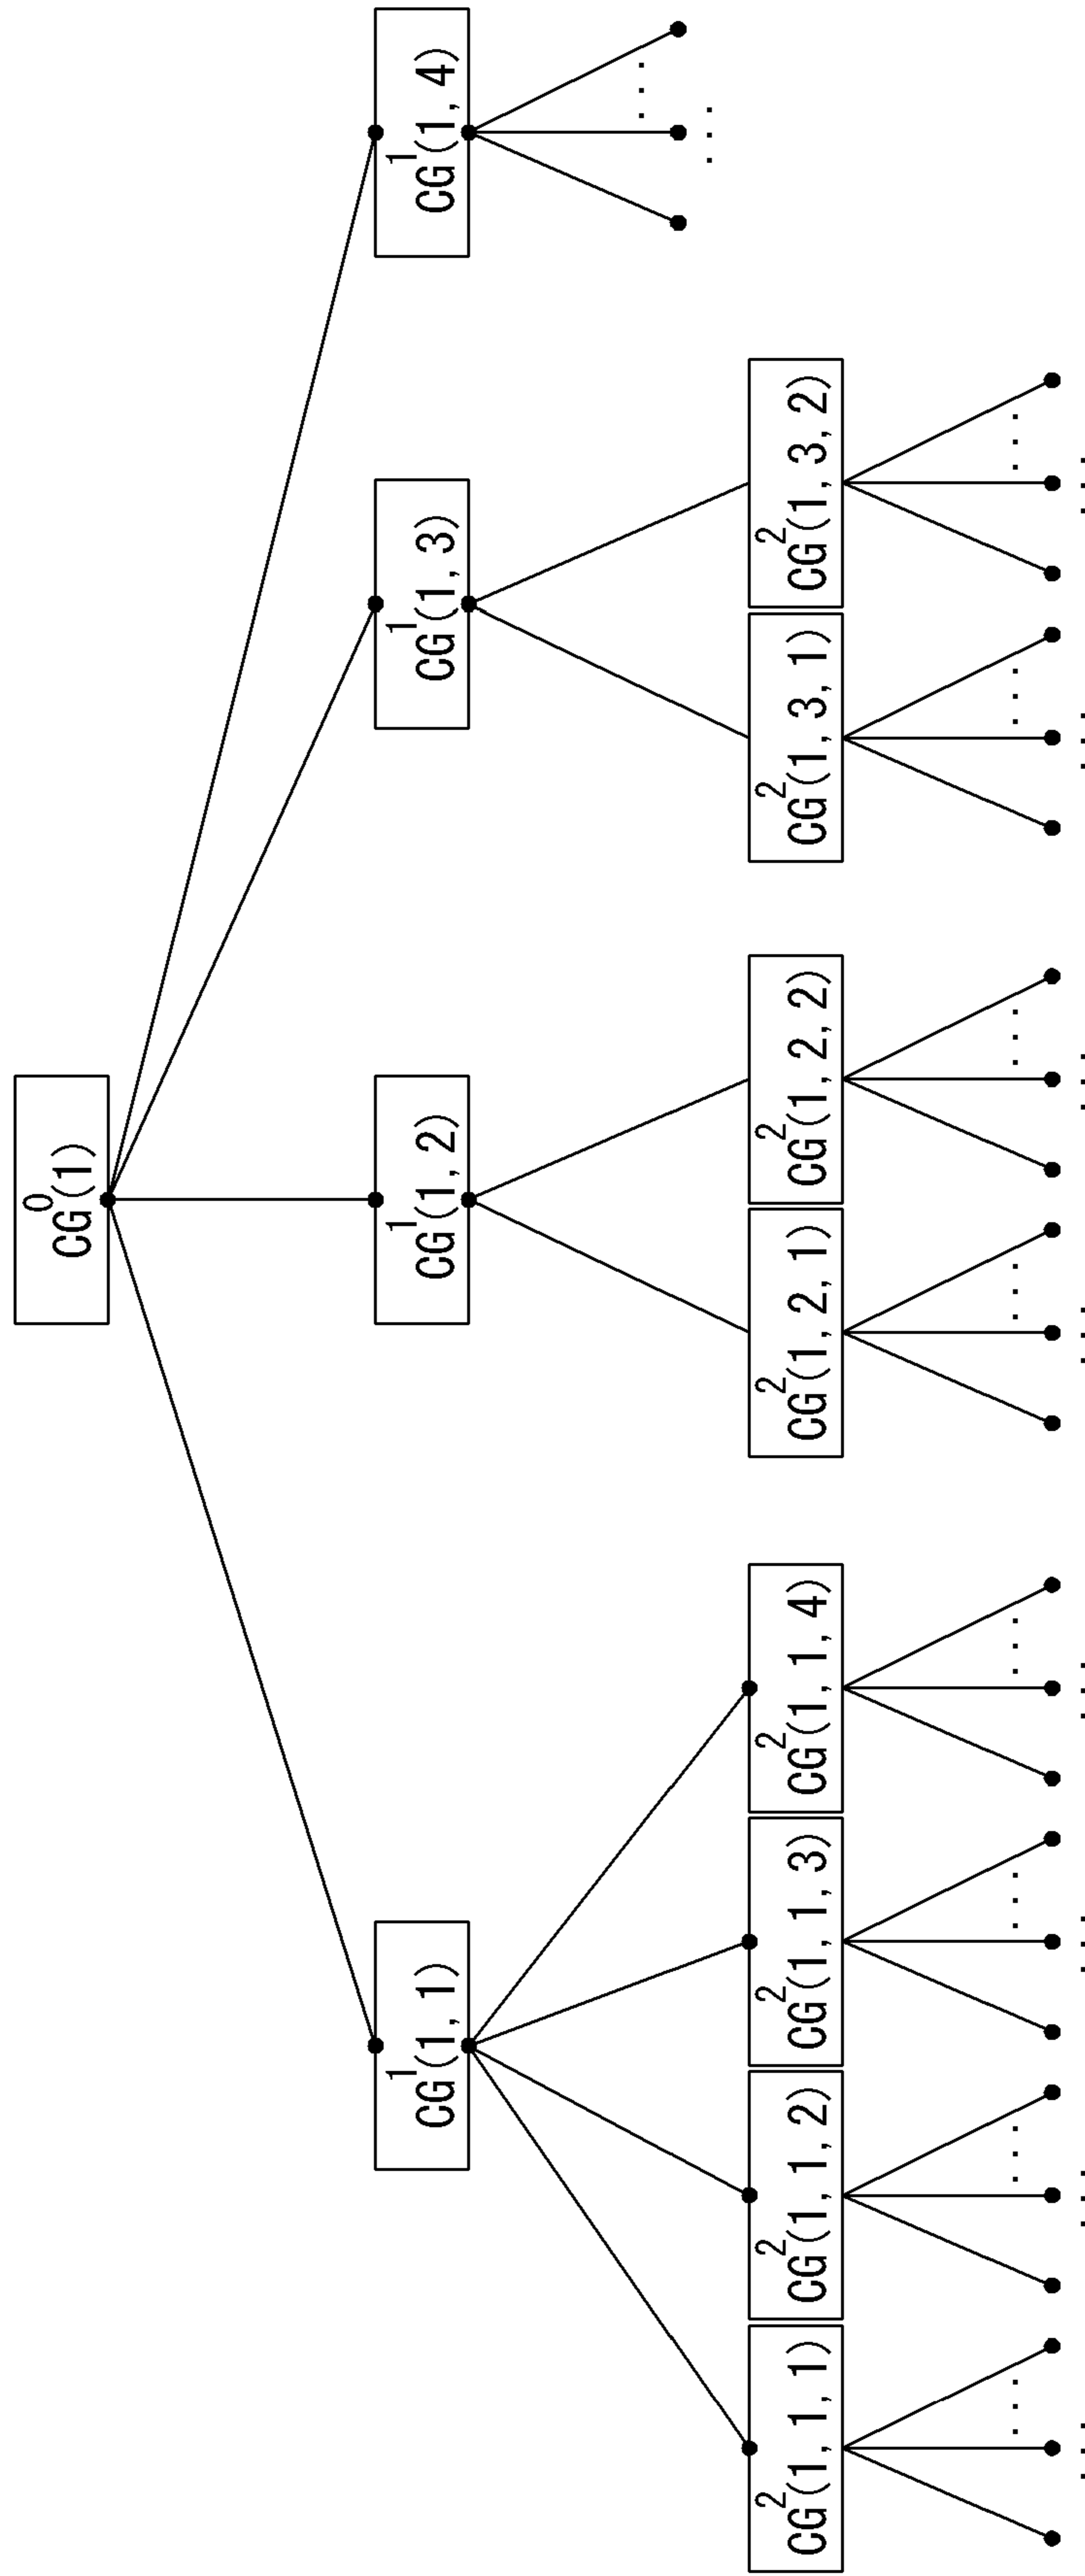 CG⁰(1)
CG¹(1,1)
CG¹(1,2)
CG¹(1,3)
CG¹(1,4)
CG²(1,1,1)
CG²(1,1,2)
CG²(1,1,3)
CG²(1,1,4)
CG²(1,2,1)
CG²(1,2,2)
CG²(1,3,1)
CG²(1,3,2)